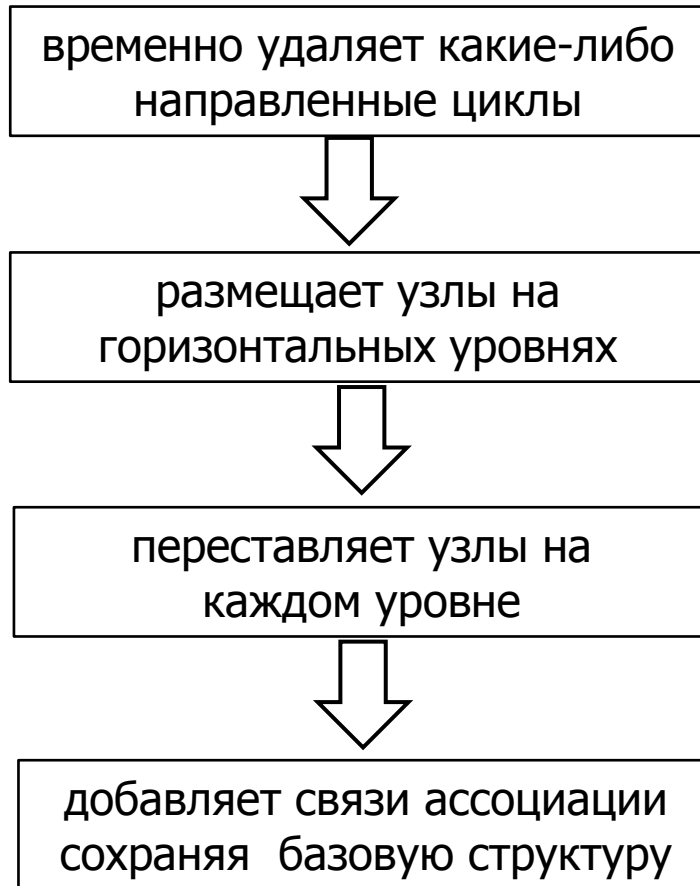 временно удаляет какие-либо
направленные циклы
размещает узлы на
горизонтальных уровнях
переставляет узлы на
каждом уровне
добавляет связи ассоциации
сохраняя  базовую структуру